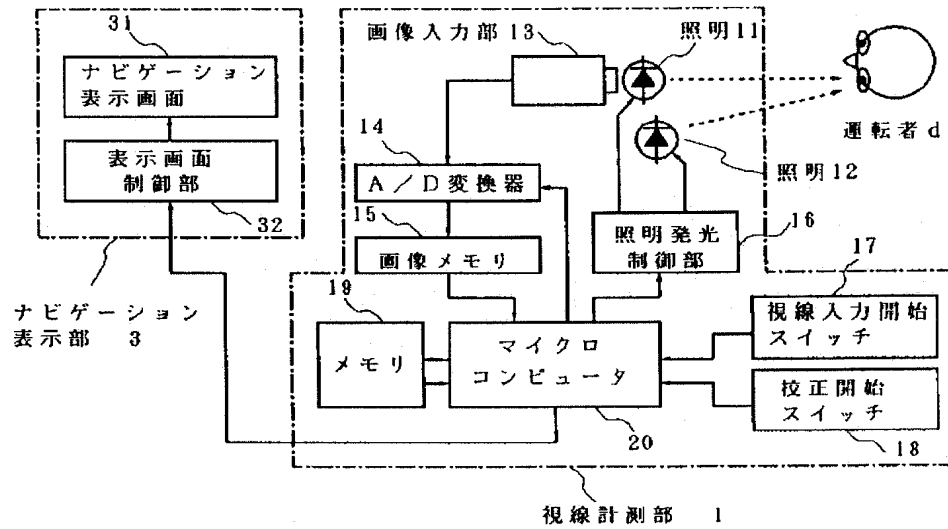 31
ナビゲーション
表示画面
表示画面
制御部
32
ナビゲーション
表示部 3
画像入力部 13
照明11
運転者 d
照明12
14
A/D変換器
15
画像メモリ
照明発光
制御部
16
17
視線入力開始
スイッチ
19
メモリ
マイクロ
コンピュータ
20
校正開始
スイッチ
18
視線計測部 1